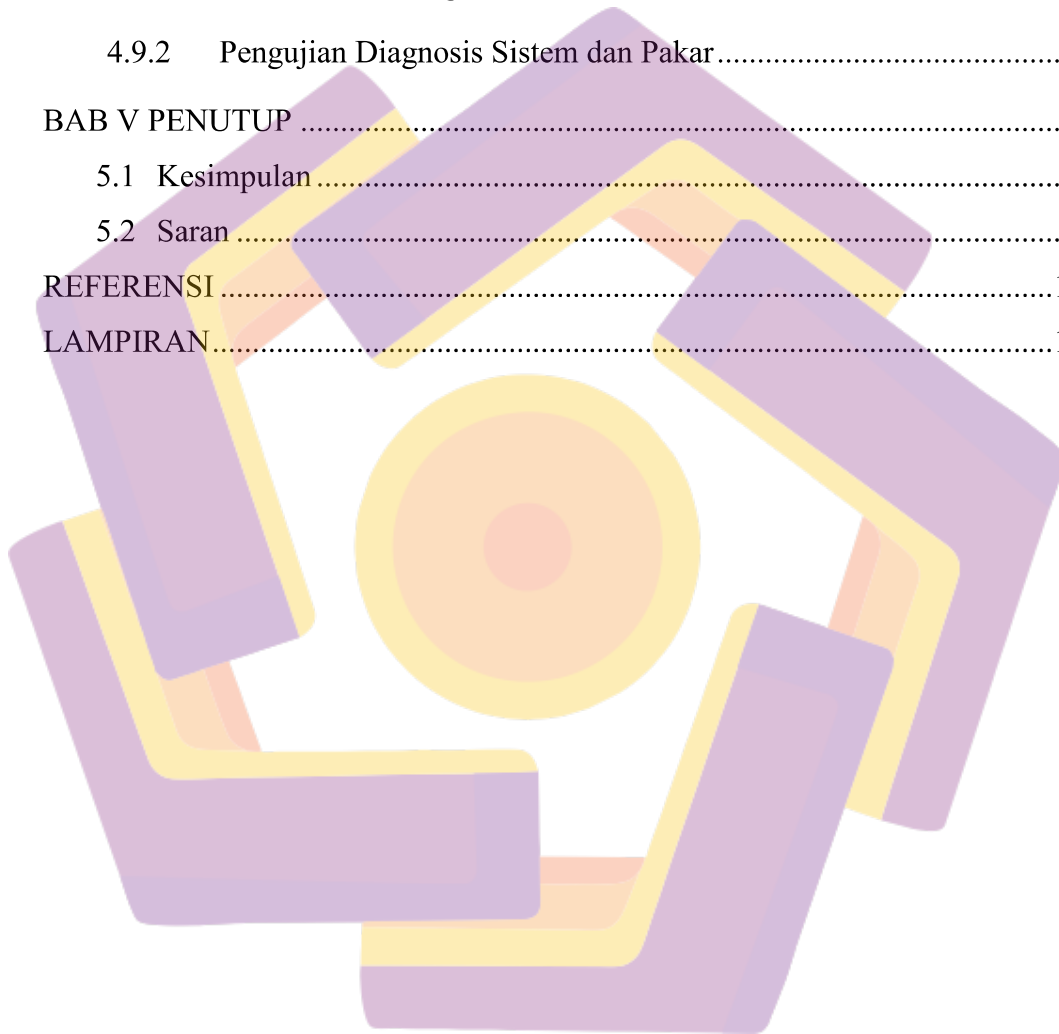 4.9.2 Pengujian Diagnosis Sistem dan Pakar
BAB V PENUTUP
5.1 Kesimpulan
5.2 Saran
REFERENSI
LAMPIRAN